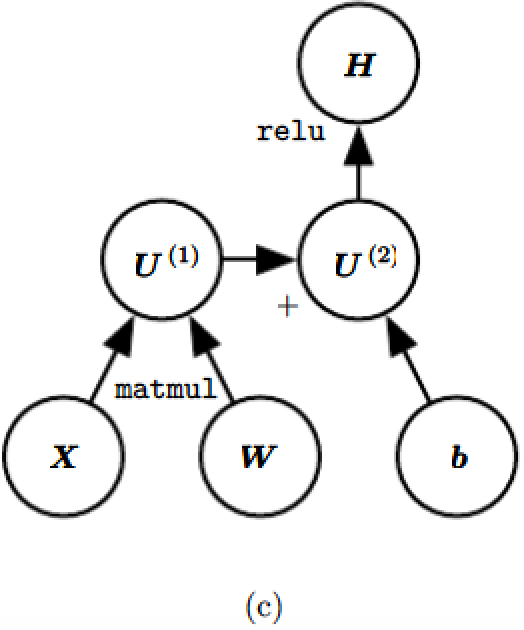 H
relu
U(1)
U(2)
+
matmul
X
W
b
(c)